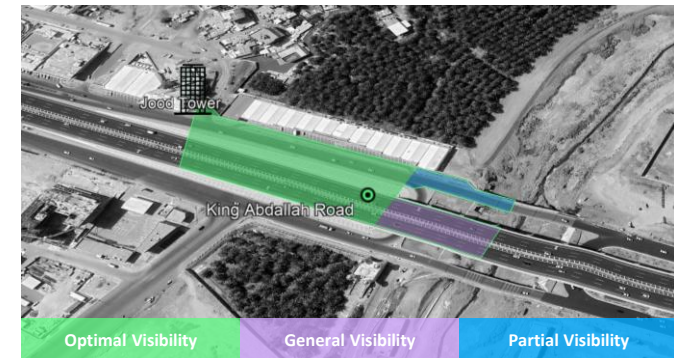 Jood Tower
King Abdallah Road
Optimal Visibility
General Visibility
Partial Visibility